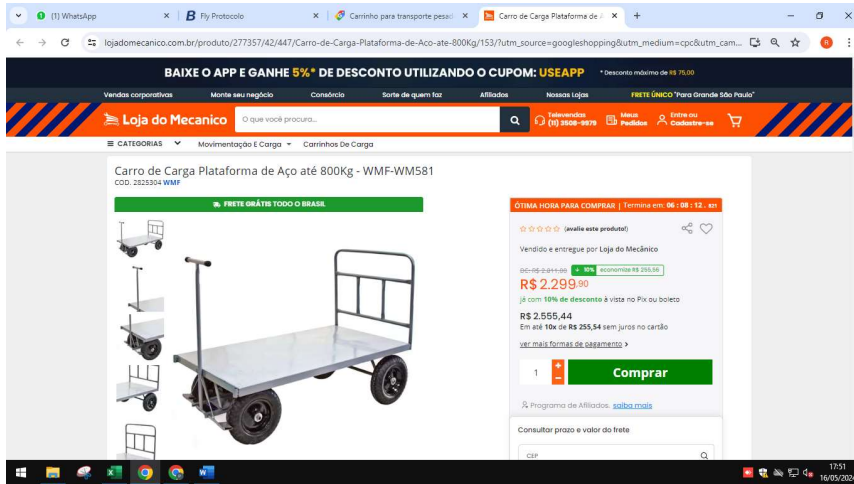 (1) WhatsApp
Fly Protocolo
Carrinho para transporte pesad
Carro de Carga Plataforma de A
lojadomecanico.com.br/produto/277357/42/447/Carro-de-Carga-Plataforma-de-Aco-ate-800Kg/153/?utm_source=googleshopping&utm_medium=cpc&utm_cam...
BAIXE O APP E GANHE 5%* DE DESCONTO UTILIZANDO O CUPOM: USEAPP
*Desconto máximo de R$ 75,00
Vendas corporativas Monte seu negócio Consórcio Sorte de quem faz Afiliados Nossas Lojas FRETE ÚNICO "Para Grande São Paulo"
Loja do Mecanico
O que você procura...
Televendas
(11) 3508-9979
Meus
Pedidos
Entre ou
Cadastre-se
CATEGORIAS Movimentação E Carga Carrinhos De Carga
Carro de Carga Plataforma de Aço até 800Kg - WMF-WM581
COD. 2825304 WMF
FRETE GRÁTIS TODO O BRASIL
ÓTIMA HORA PARA COMPRAR | Termina em: 06 : 08 : 12 . 821
(avalie este produto!)
Vendido e entregue por Loja do Mecânico
10% economize R$ 255,56
R$ 2.299,90
já com 10% de desconto à vista no Pix ou boleto
R$ 2.555,44
Em até 10x de R$ 255,54 sem juros no cartão
ver mais formas de pagamento >
1
Comprar
Programa de Afiliados. saiba mais
Consultar prazo e valor do frete
CEP
17:51
16/05/2024